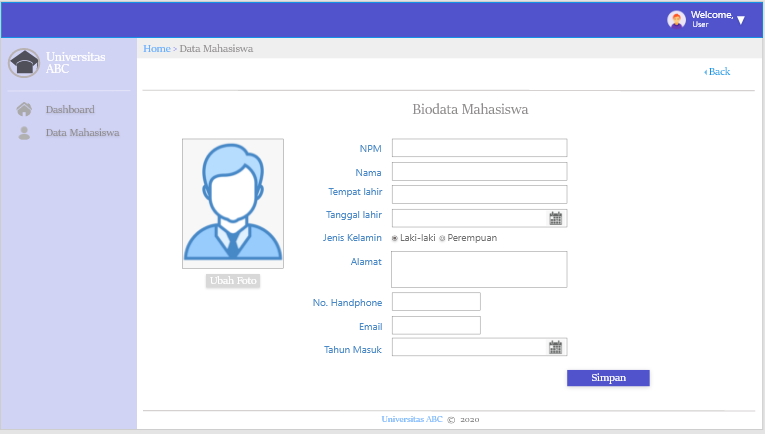 Welcome,
User
Universitas
ABC
Home > Data Mahasiswa
Back
Dashboard
Data Mahasiswa
Biodata Mahasiswa
NPM
Nama
Tempat lahir
Tanggal lahir
Jenis Kelamin Laki-laki Perempuan
Alamat
Ubah Foto
No. Handphone
Email
Tahun Masuk
Simpan
Universitas ABC © 2020